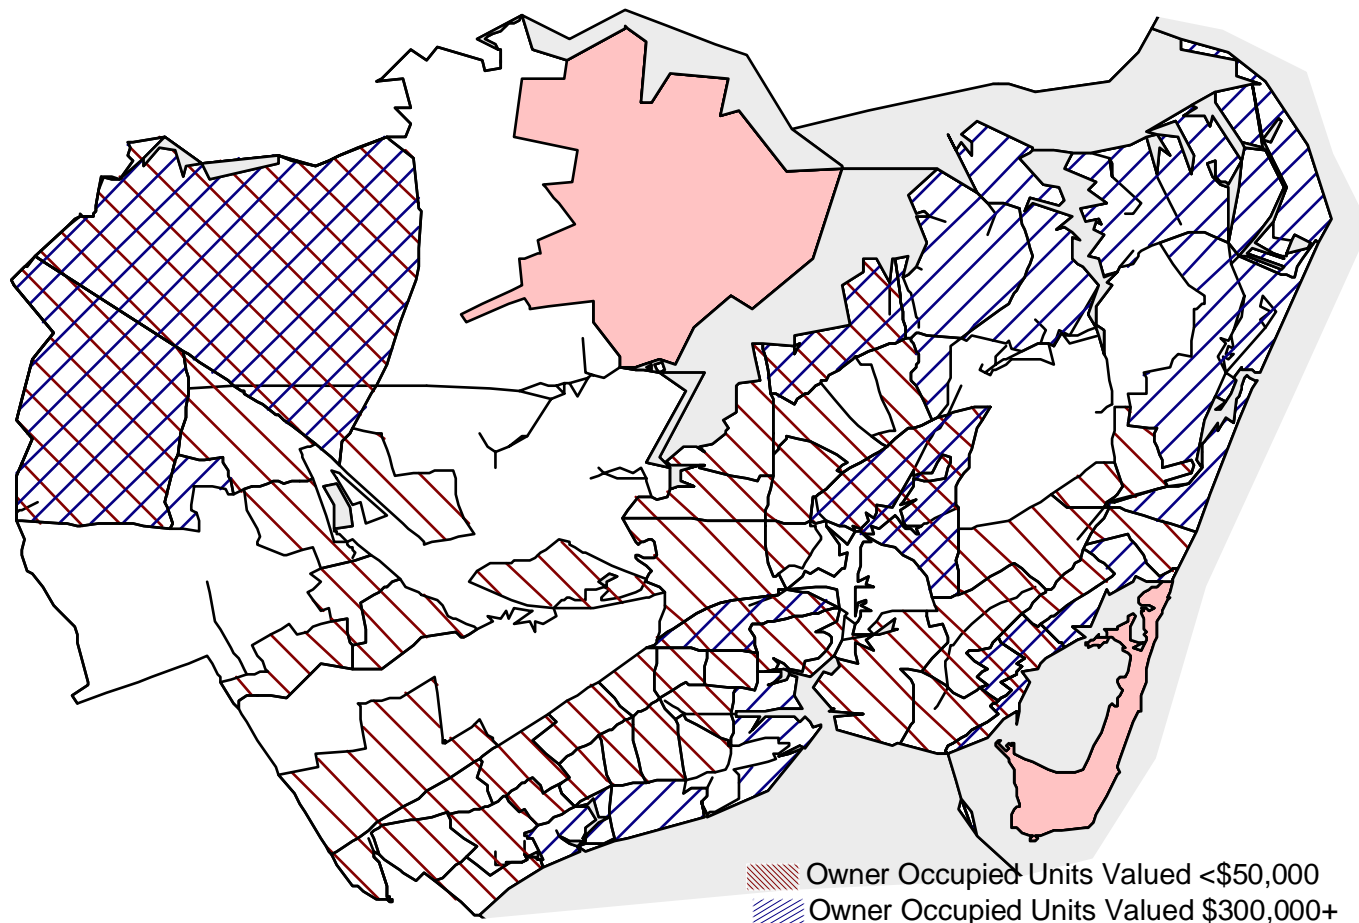 Owner Occupied Units Valued <$50,000
Owner Occupied Units Valued $300,000+